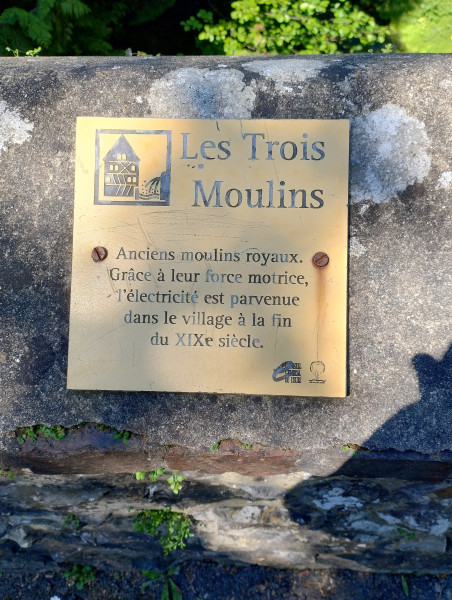 Les Trois
Moulins
Anciens moulins royaux.
Grâce à leur force motrice,
l'électricité est parvenue
dans le village à la fin
du XIXe siècle.